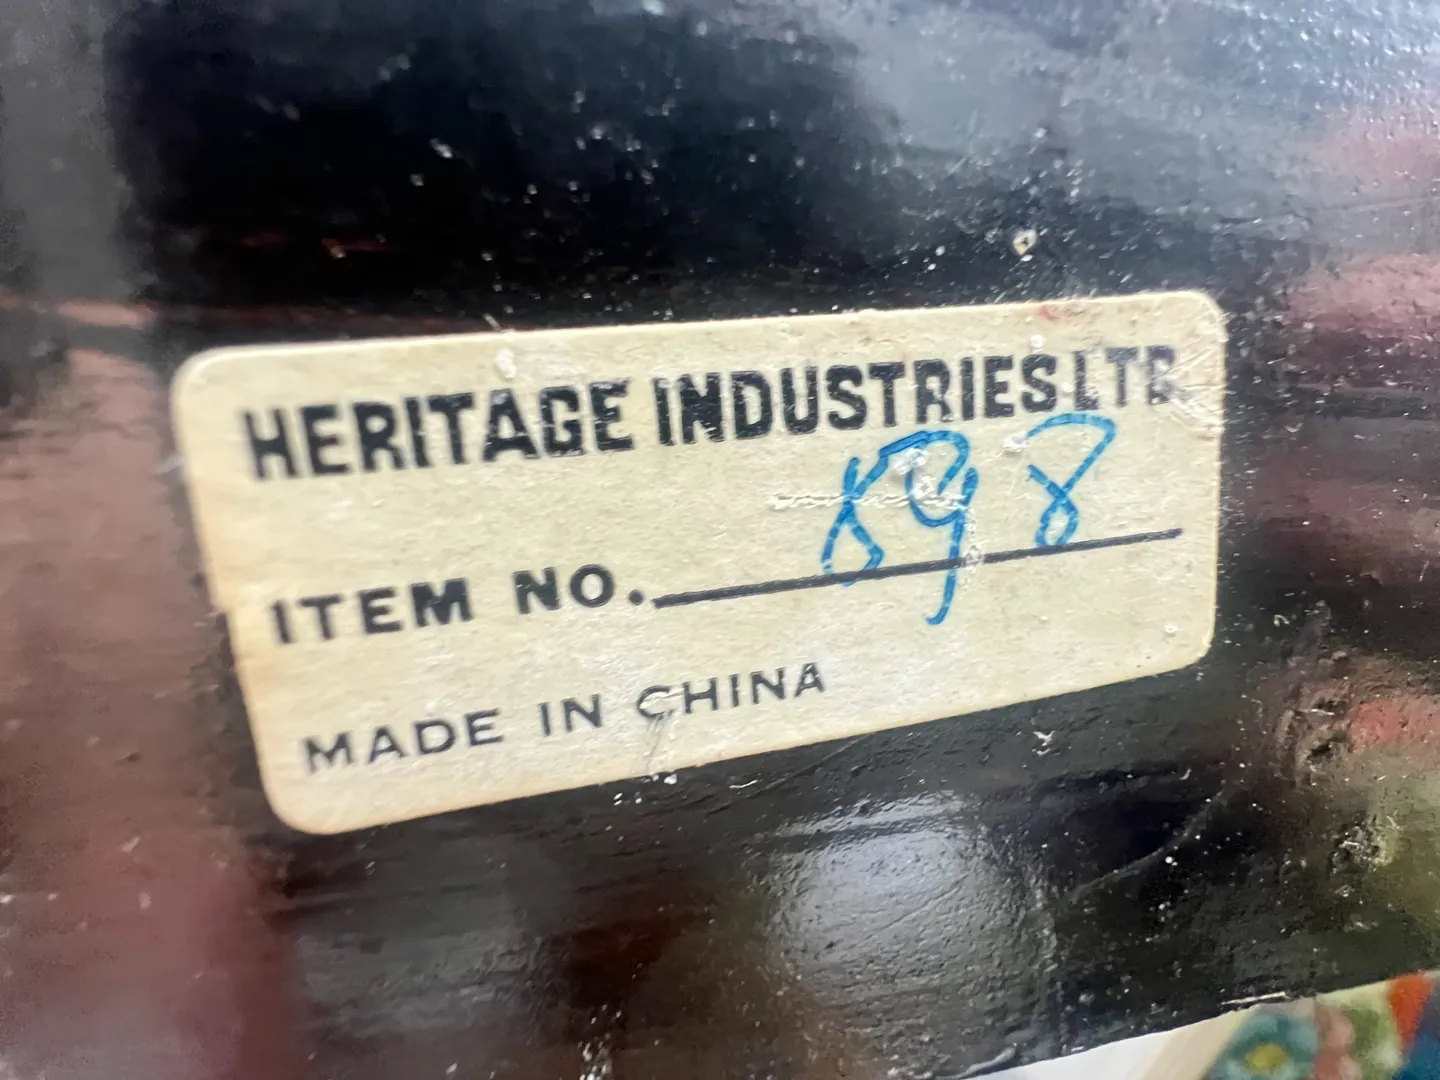 HERITAGE INDUSTRIES LTD.
ITEM NO. 898
MADE IN CHINA